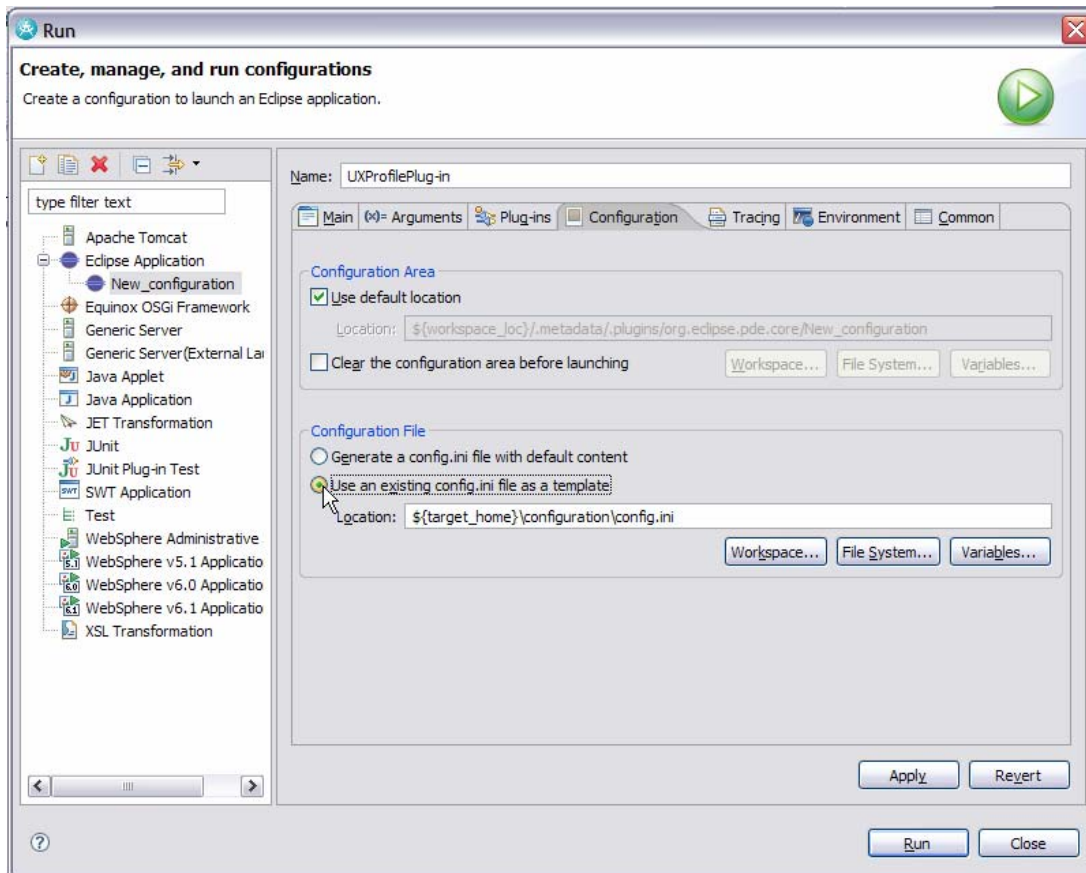 Run
Create, manage, and run configurations
Create a configuration to launch an Eclipse application.
type filter text
Apache Tomcat
Eclipse Application
New_configuration
Equinox OSGi Framework
Generic Server
Generic Server(External Lau
Java Applet
Java Application
JET Transformation
JUnit
JUnit Plug-in Test
SWT Application
Test
WebSphere Administrative
WebSphere v5.1 Applicatio
WebSphere v6.0 Applicatio
WebSphere v6.1 Applicatio
XSL Transformation
Name: UXProfilePlug-in
Main (x)= Arguments Plug-ins Configuration Tracing Environment Common
Configuration Area
Use default location
Location: ${workspace_loc}/.metadata/.plugins/org.eclipse.pde.core/New_configuration
Clear the configuration area before launching Workspace... File System... Variables...
Configuration File
Generate a config.ini file with default content
Use an existing config.ini file as a template
Location: ${target_home}\configuration\config.ini
Workspace... File System... Variables...
Apply Revert
? Run Close